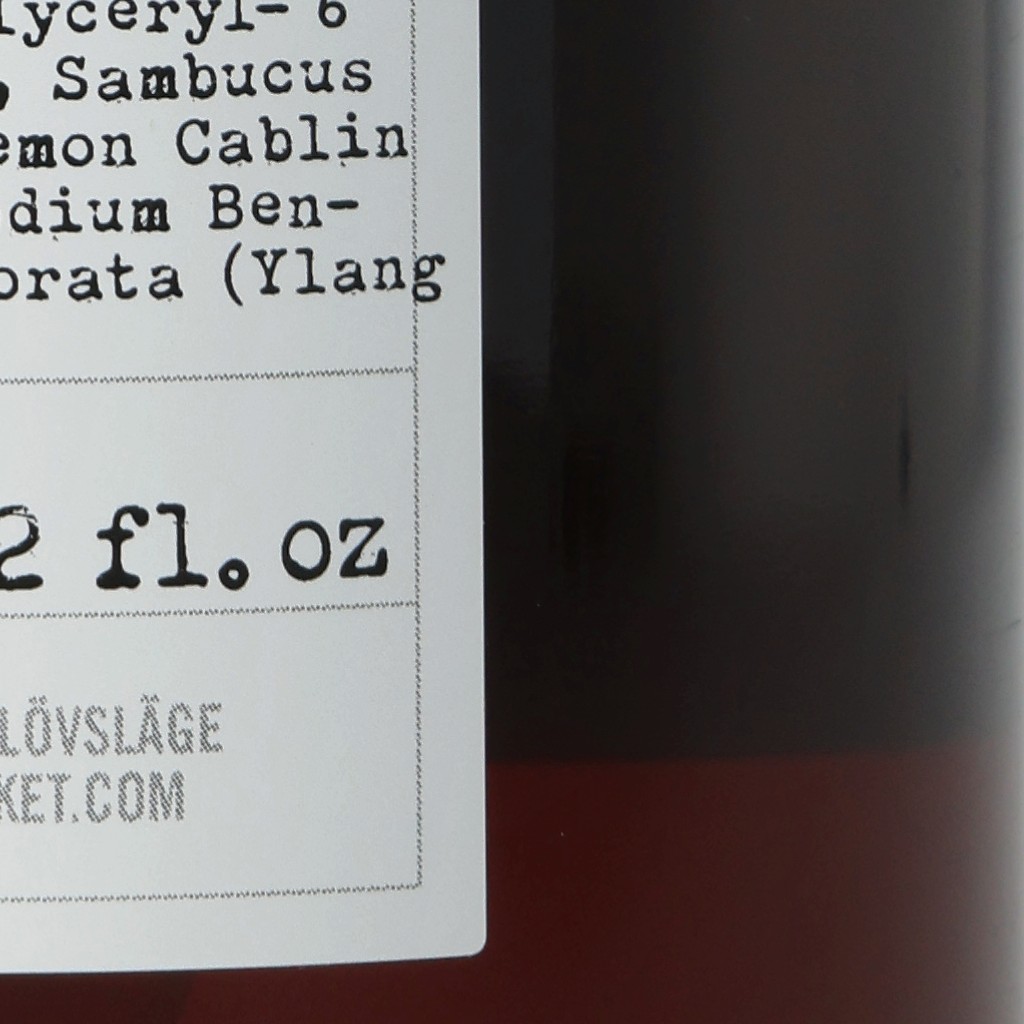 lyceryl- 6
, Sambucus
emon Cablin
dium Ben-
orata (Ylang
2 fl.oz
LÖVSLÄGE
KET.COM